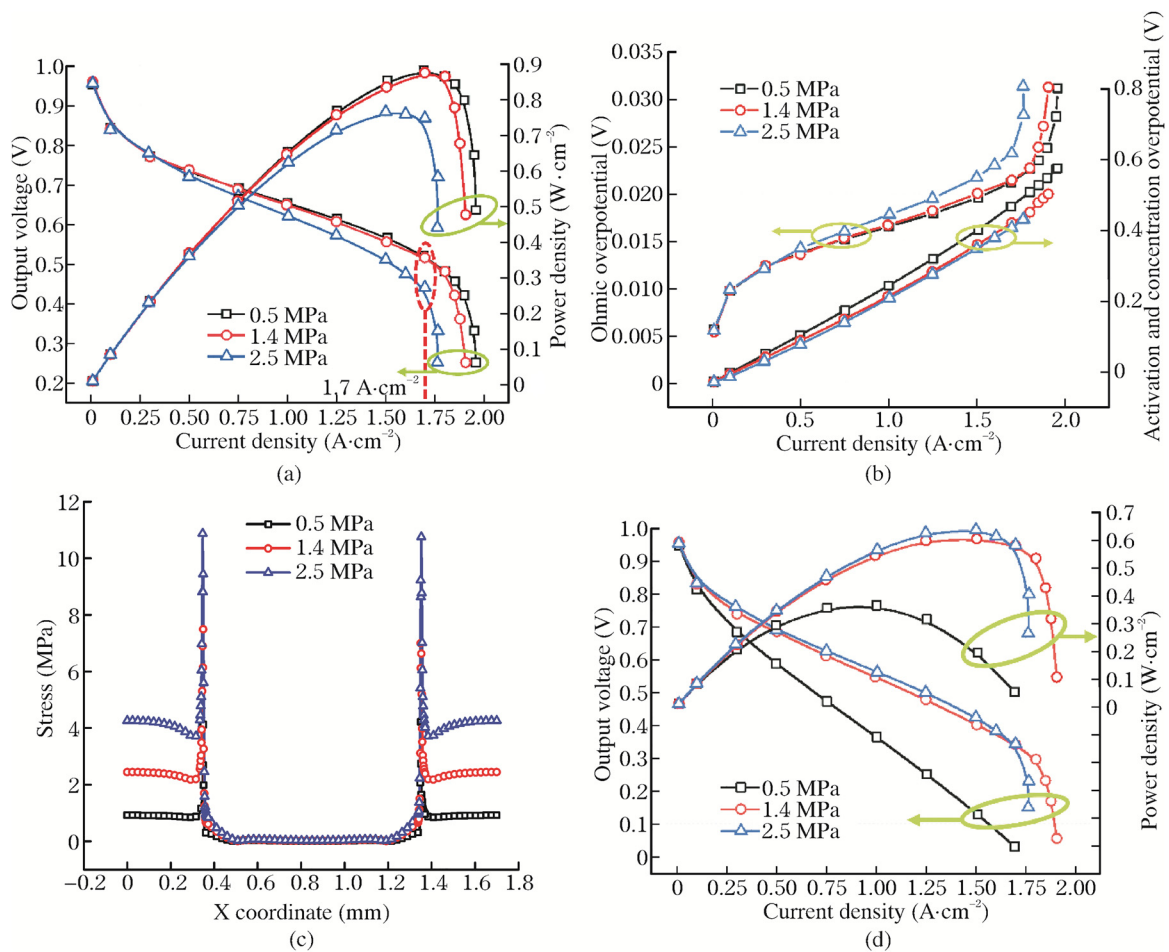 1.0
0.9
0.8
0.7
0.6
0.5
0.4
0.3
0.2
Output voltage (V)
0.9
0.8
0.7
0.6
0.5
0.4
0.3
0.2
0.1
0
Power density (W·cm⁻²)
0.5 MPa
1.4 MPa
2.5 MPa
1.7 A·cm⁻²
0 0.25 0.50 0.75 1.00 1.25 1.50 1.75 2.00
Current density (A·cm⁻²)
(a)
0.035
0.030
0.025
0.020
0.015
0.010
0.005
0
Ohmic overpotential (V)
0.5 MPa
1.4 MPa
2.5 MPa
0.8
0.6
0.4
0.2
0
Activation and concentration overpotential (V)
0 0.5 1.0 1.5 2.0
Current density (A·cm⁻²)
(b)
12
10
8
6
4
2
0
Stress (MPa)
0.5 MPa
1.4 MPa
2.5 MPa
−0.2 0 0.2 0.4 0.6 0.8 1.0 1.2 1.4 1.6 1.8
X coordinate (mm)
(c)
1.0
0.9
0.8
0.7
0.6
0.5
0.4
0.3
0.2
0.1
0
Output voltage (V)
0.7
0.6
0.5
0.4
0.3
0.2
0.1
0
Power density (W·cm⁻²)
0.5 MPa
1.4 MPa
2.5 MPa
0 0.25 0.50 0.75 1.00 1.25 1.50 1.75 2.00
Current density (A·cm⁻²)
(d)